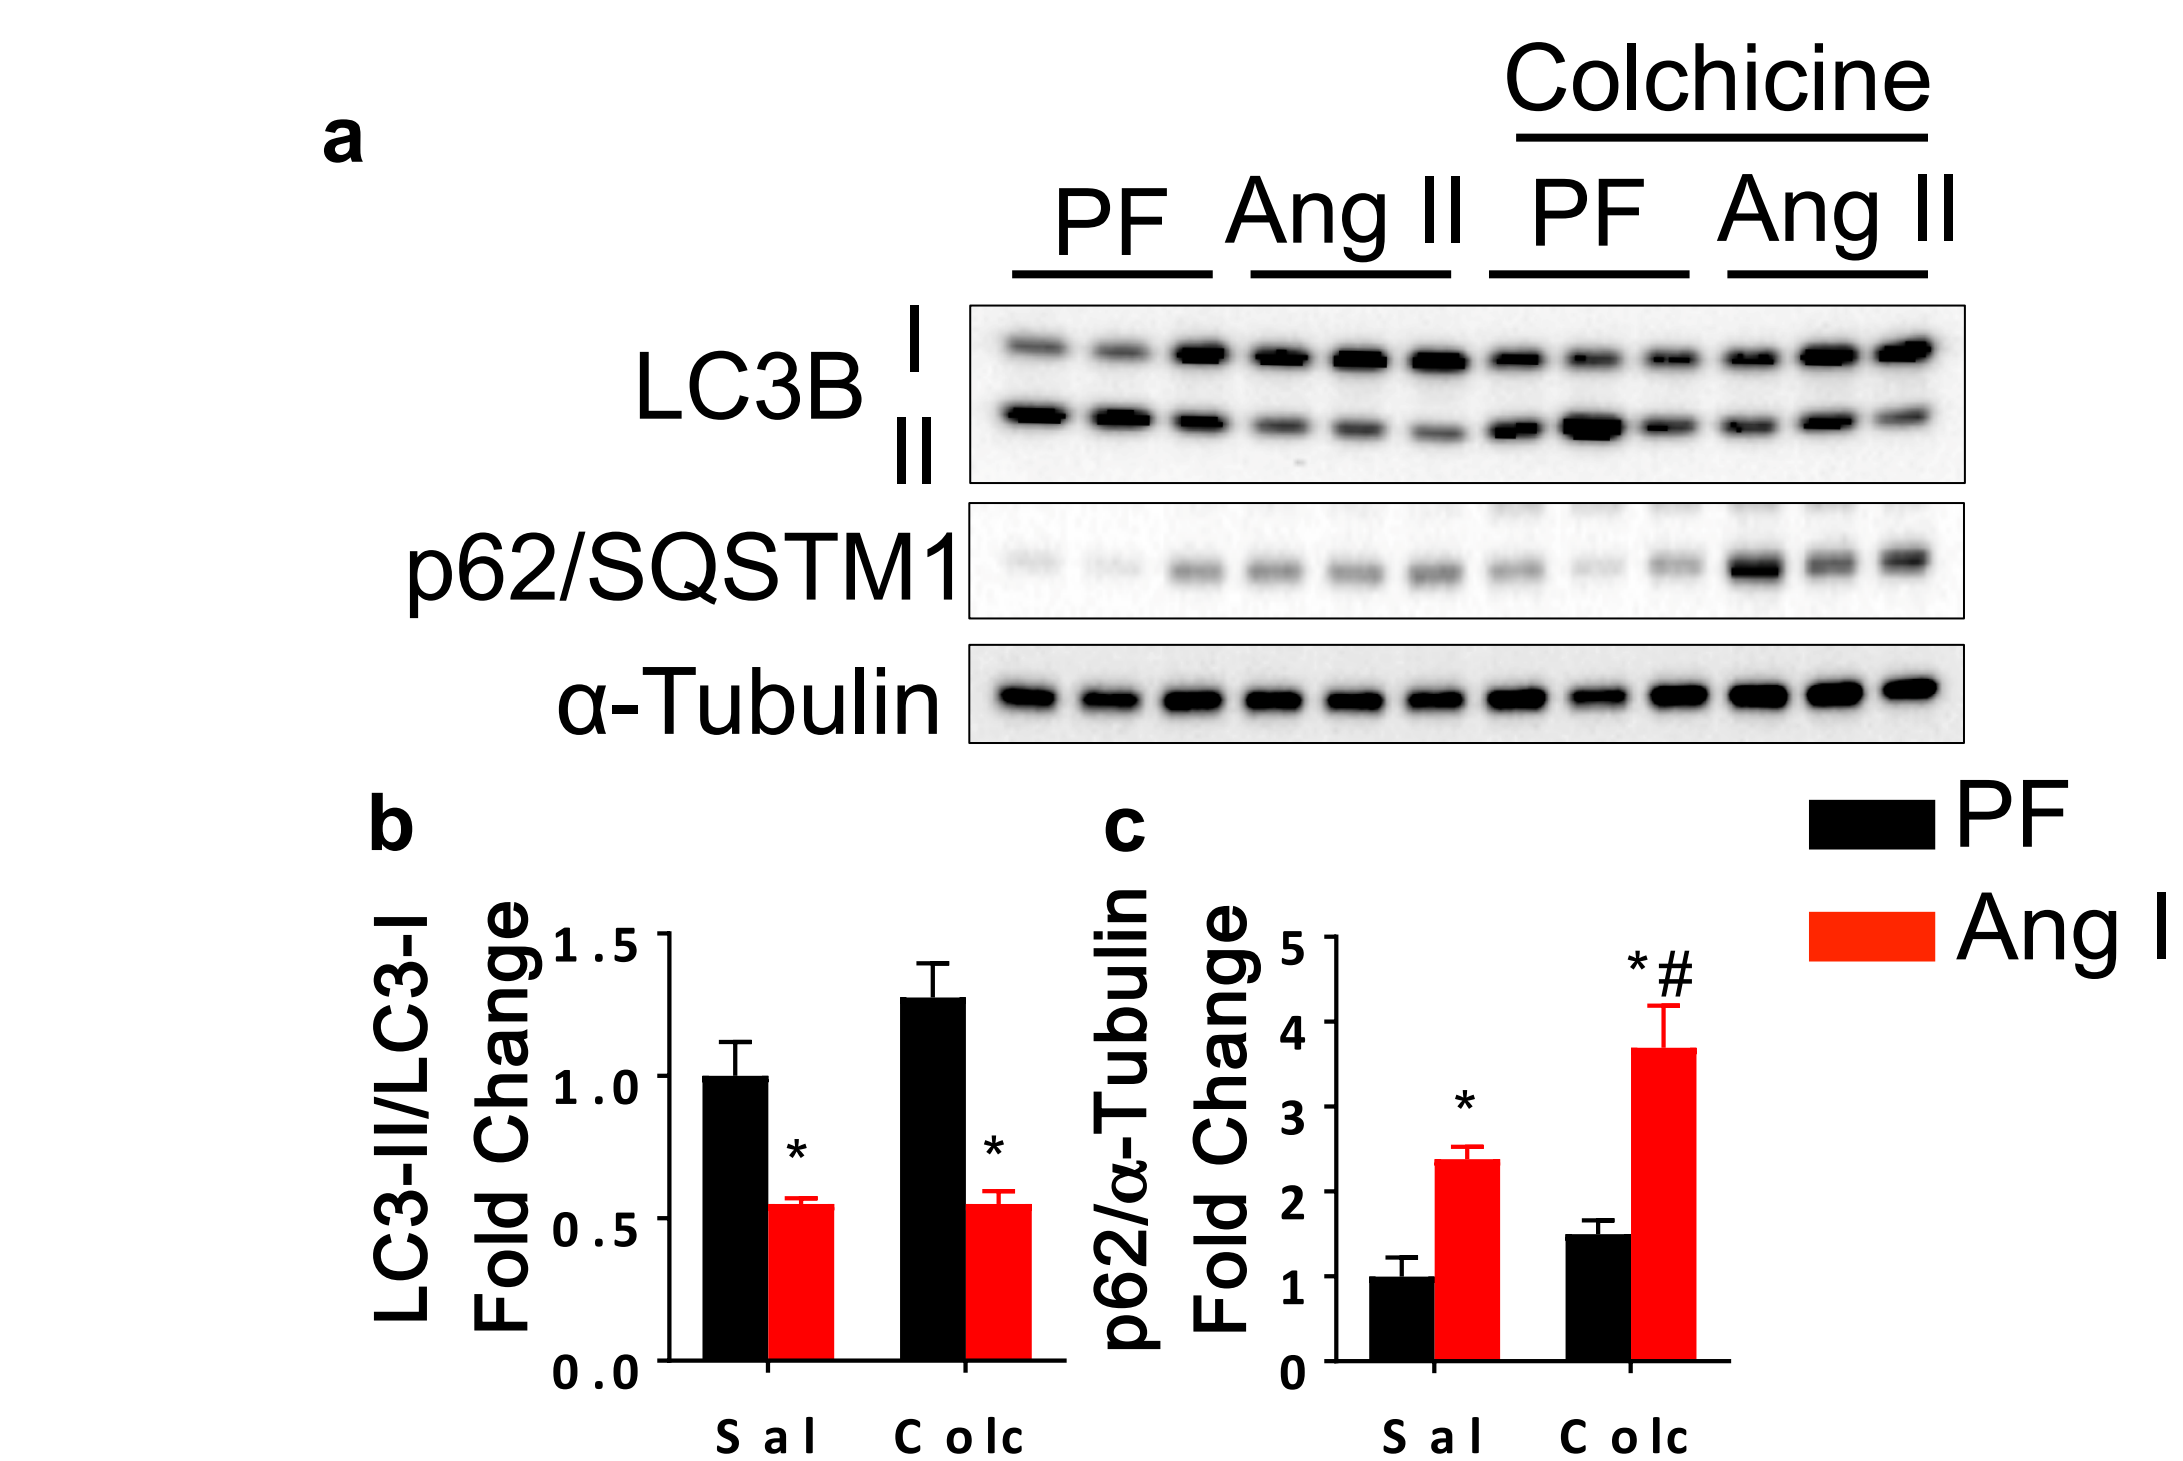 Colchicine
a
PF Ang II PF Ang II
LC3B I
II
p62/SQSTM1
α-Tubulin
b
LC3-II/LC3-I
Fold Change
1.5
1.0
0.5
0.0
* *
Sal Colc
c
p62/α-Tubulin
Fold Change
5
4
3
2
1
0
*
*#
Sal Colc
PF
Ang I